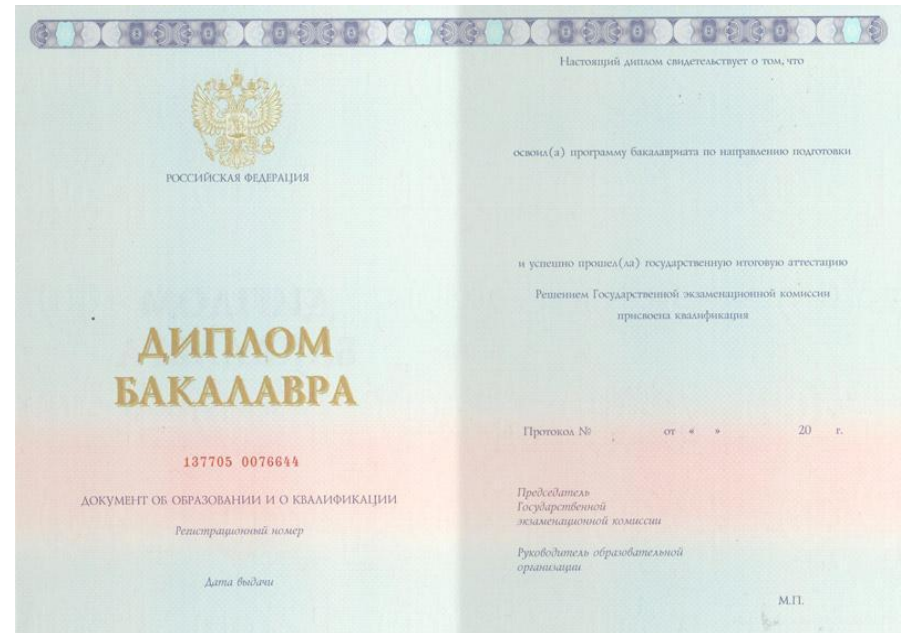 РОССИЙСКАЯ ФЕДЕРАЦИЯ
ДИПЛОМ
БАКАЛАВРА
137705 0076644
ДОКУМЕНТ ОБ ОБРАЗОВАНИИ И О КВАЛИФИКАЦИИ
Регистрационный номер
Дата выдачи
Настоящий диплом свидетельствует о том, что
освоил(а) программу бакалавриата по направлению подготовки
и успешно прошел(ла) государственную итоговую аттестацию
Решением Государственной экзаменационной комиссии
присвоена квалификация
Протокол № от « » 20 г.
Председатель
Государственной
экзаменационной комиссии
Руководитель образовательной
организации
М.П.